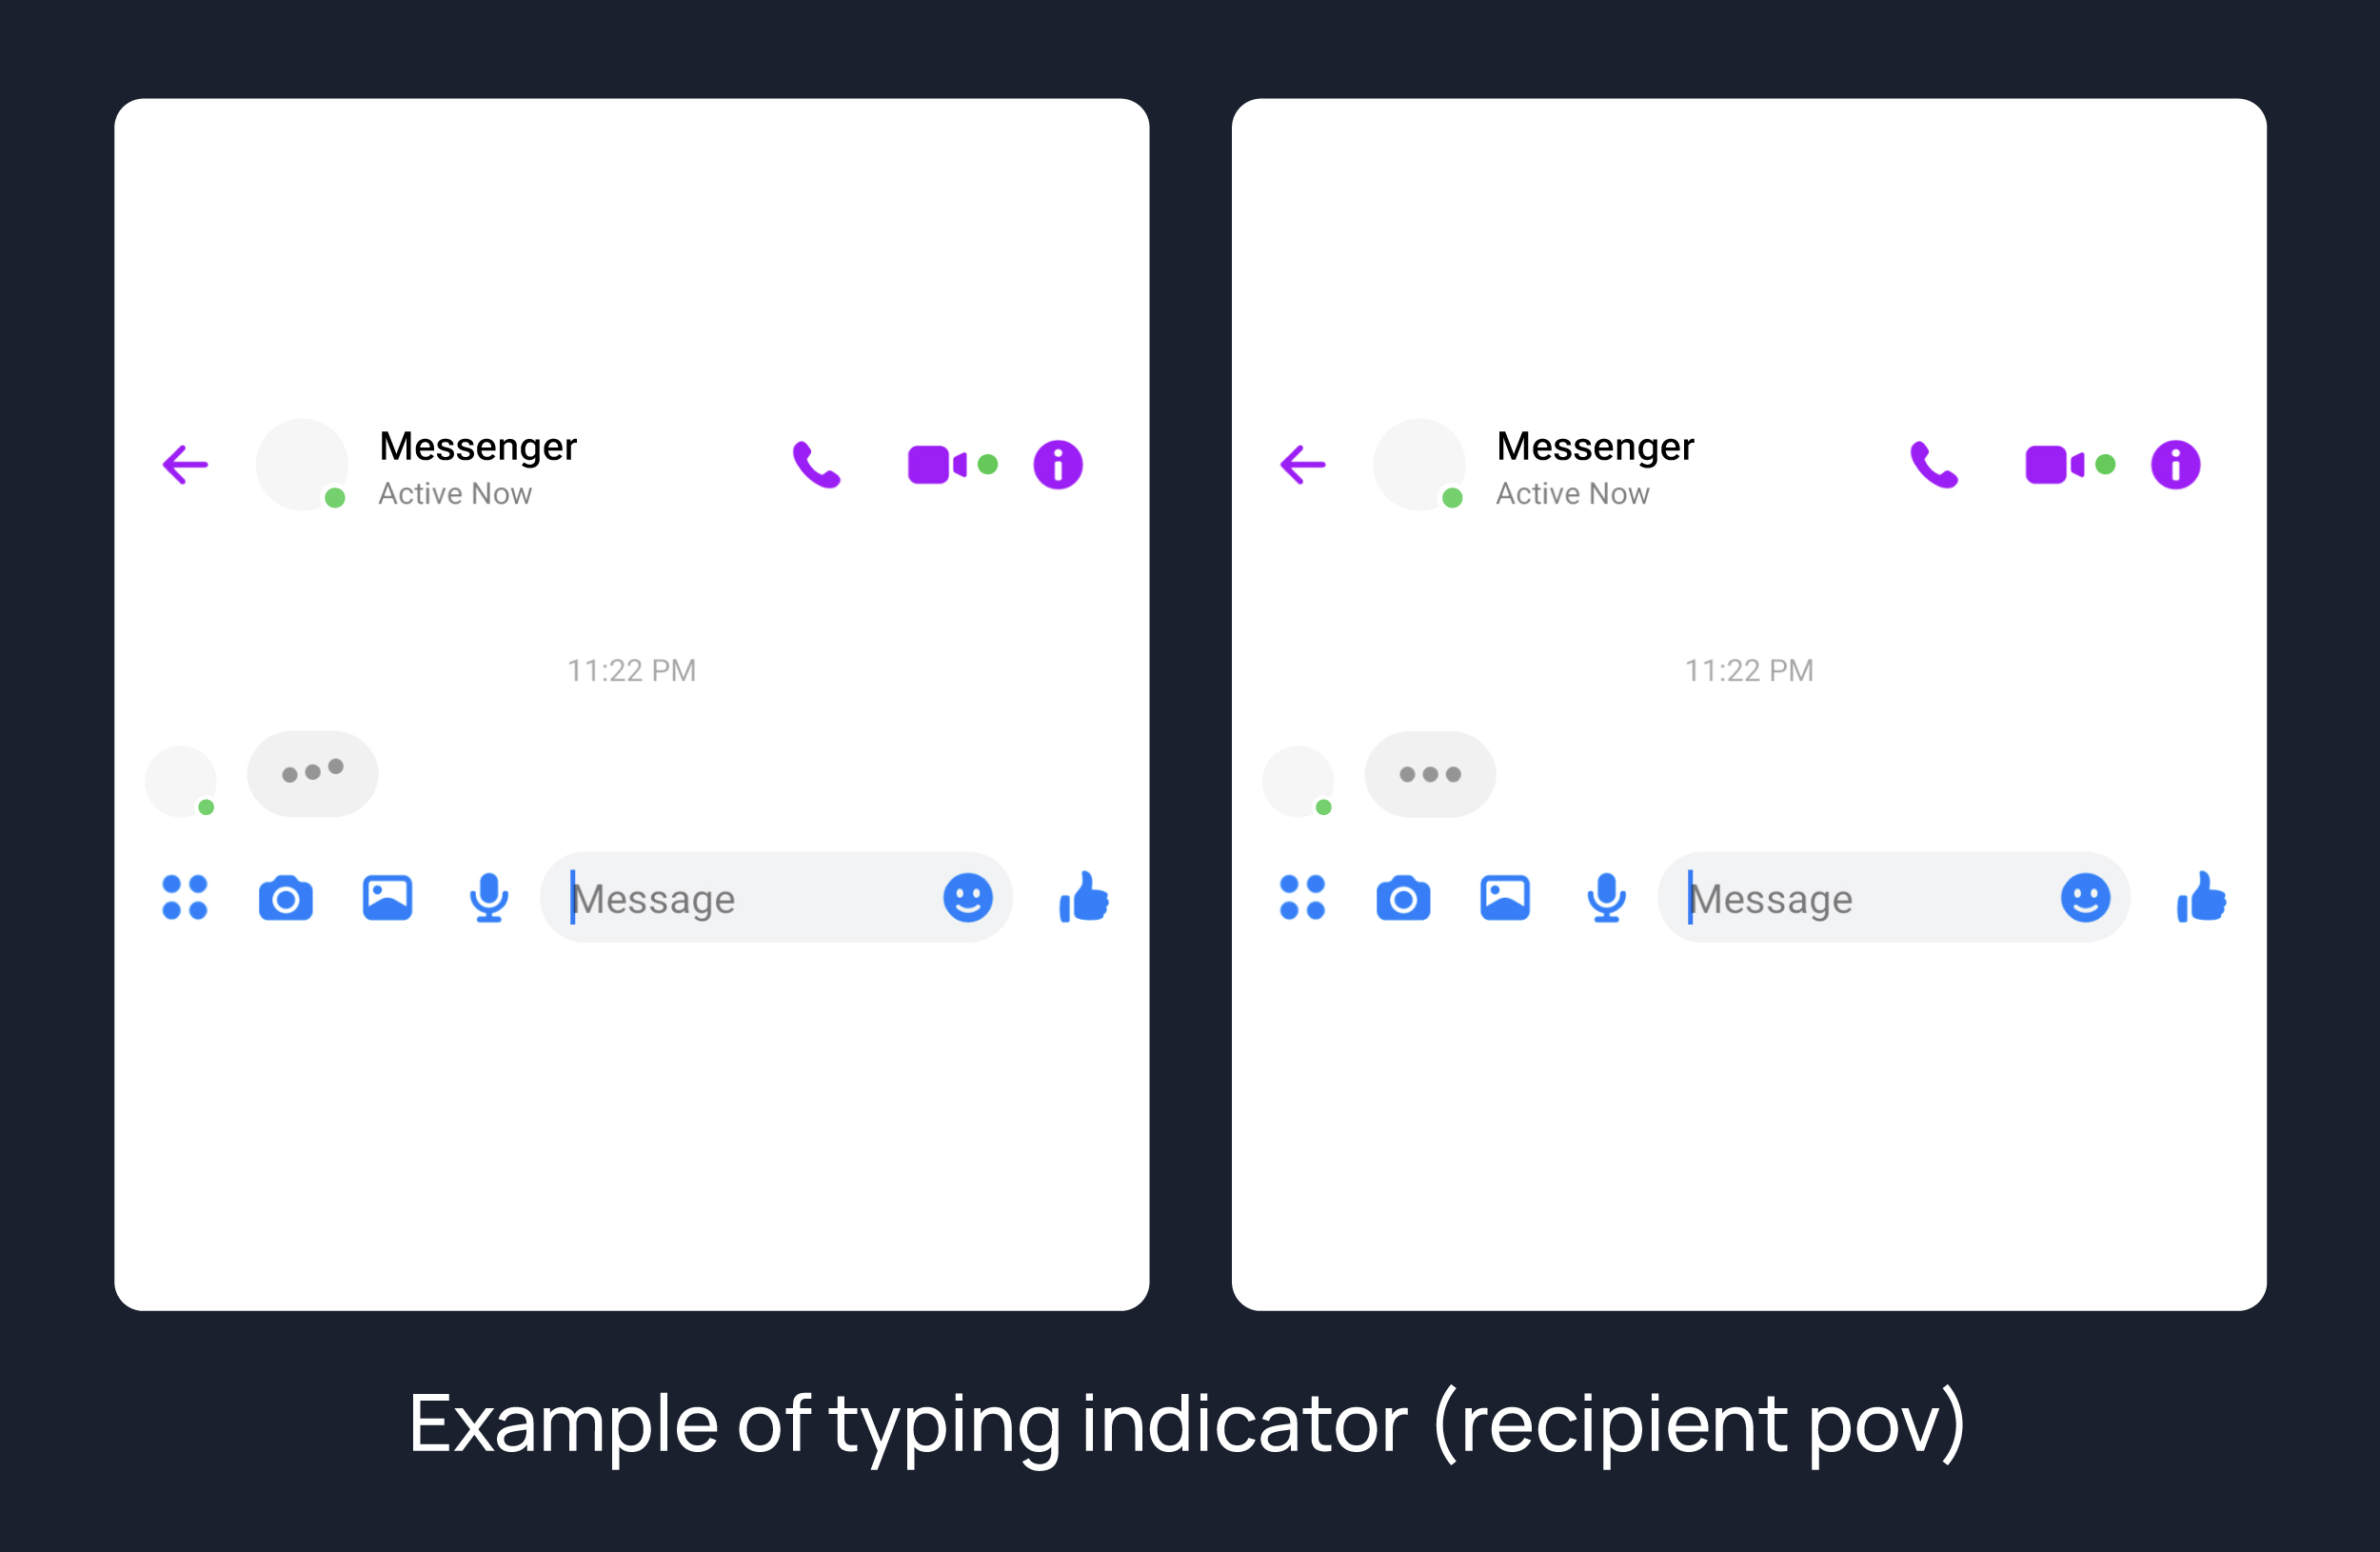 Messenger
Active Now
11:22 PM
Message
Messenger
Active Now
11:22 PM
Message
Example of typing indicator (recipient pov)